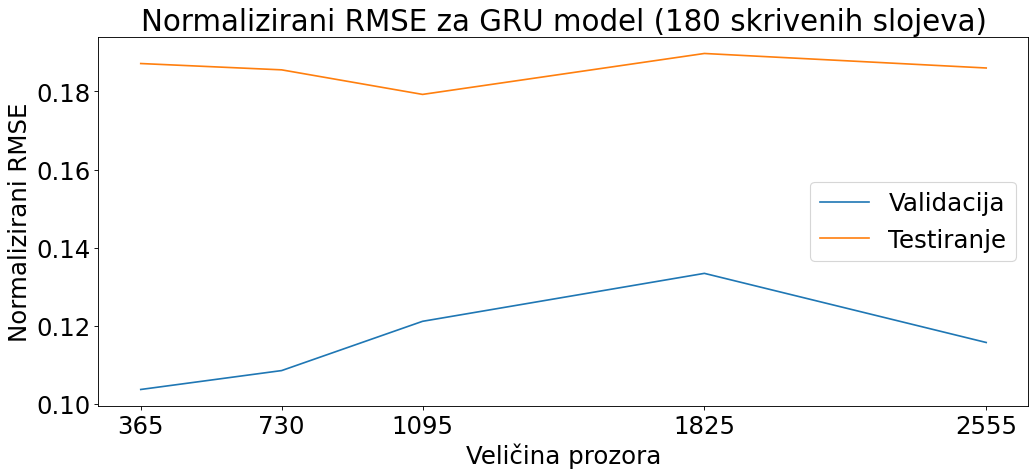 Normalizirani RMSE za GRU model (180 skrivenih slojeva)
Normalizirani RMSE
0.18
0.16
0.14
0.12
0.10
Validacija
Testiranje
365 730 1095 1825 2555
Veličina prozora